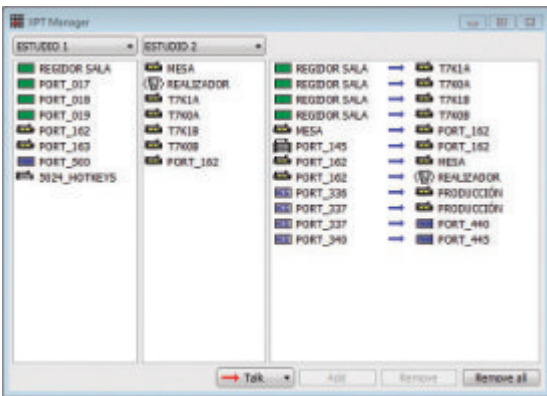 XPT Manager
ESTUDIO 1
ESTUDIO 2
REGIDOR SALA
PORT_017
PORT_018
PORT_019
PORT_162
PORT_163
PORT_500
5024_HOTKEYS
MESA
REALIZADOR
T7K1A
T7K0A
T7K1B
T7K0B
PORT_162
REGIDOR SALA → T7K1A
REGIDOR SALA → T7K0A
REGIDOR SALA → T7K1B
REGIDOR SALA → T7K0B
MESA → PORT_162
PORT_145 → PORT_162
PORT_162 → MESA
PORT_162 → REALIZADOR
PORT_336 → PRODUCCIÓN
PORT_337 → PRODUCCIÓN
PORT_337 → PORT_440
PORT_340 → PORT_445
Talk
Add
Remove
Remove all